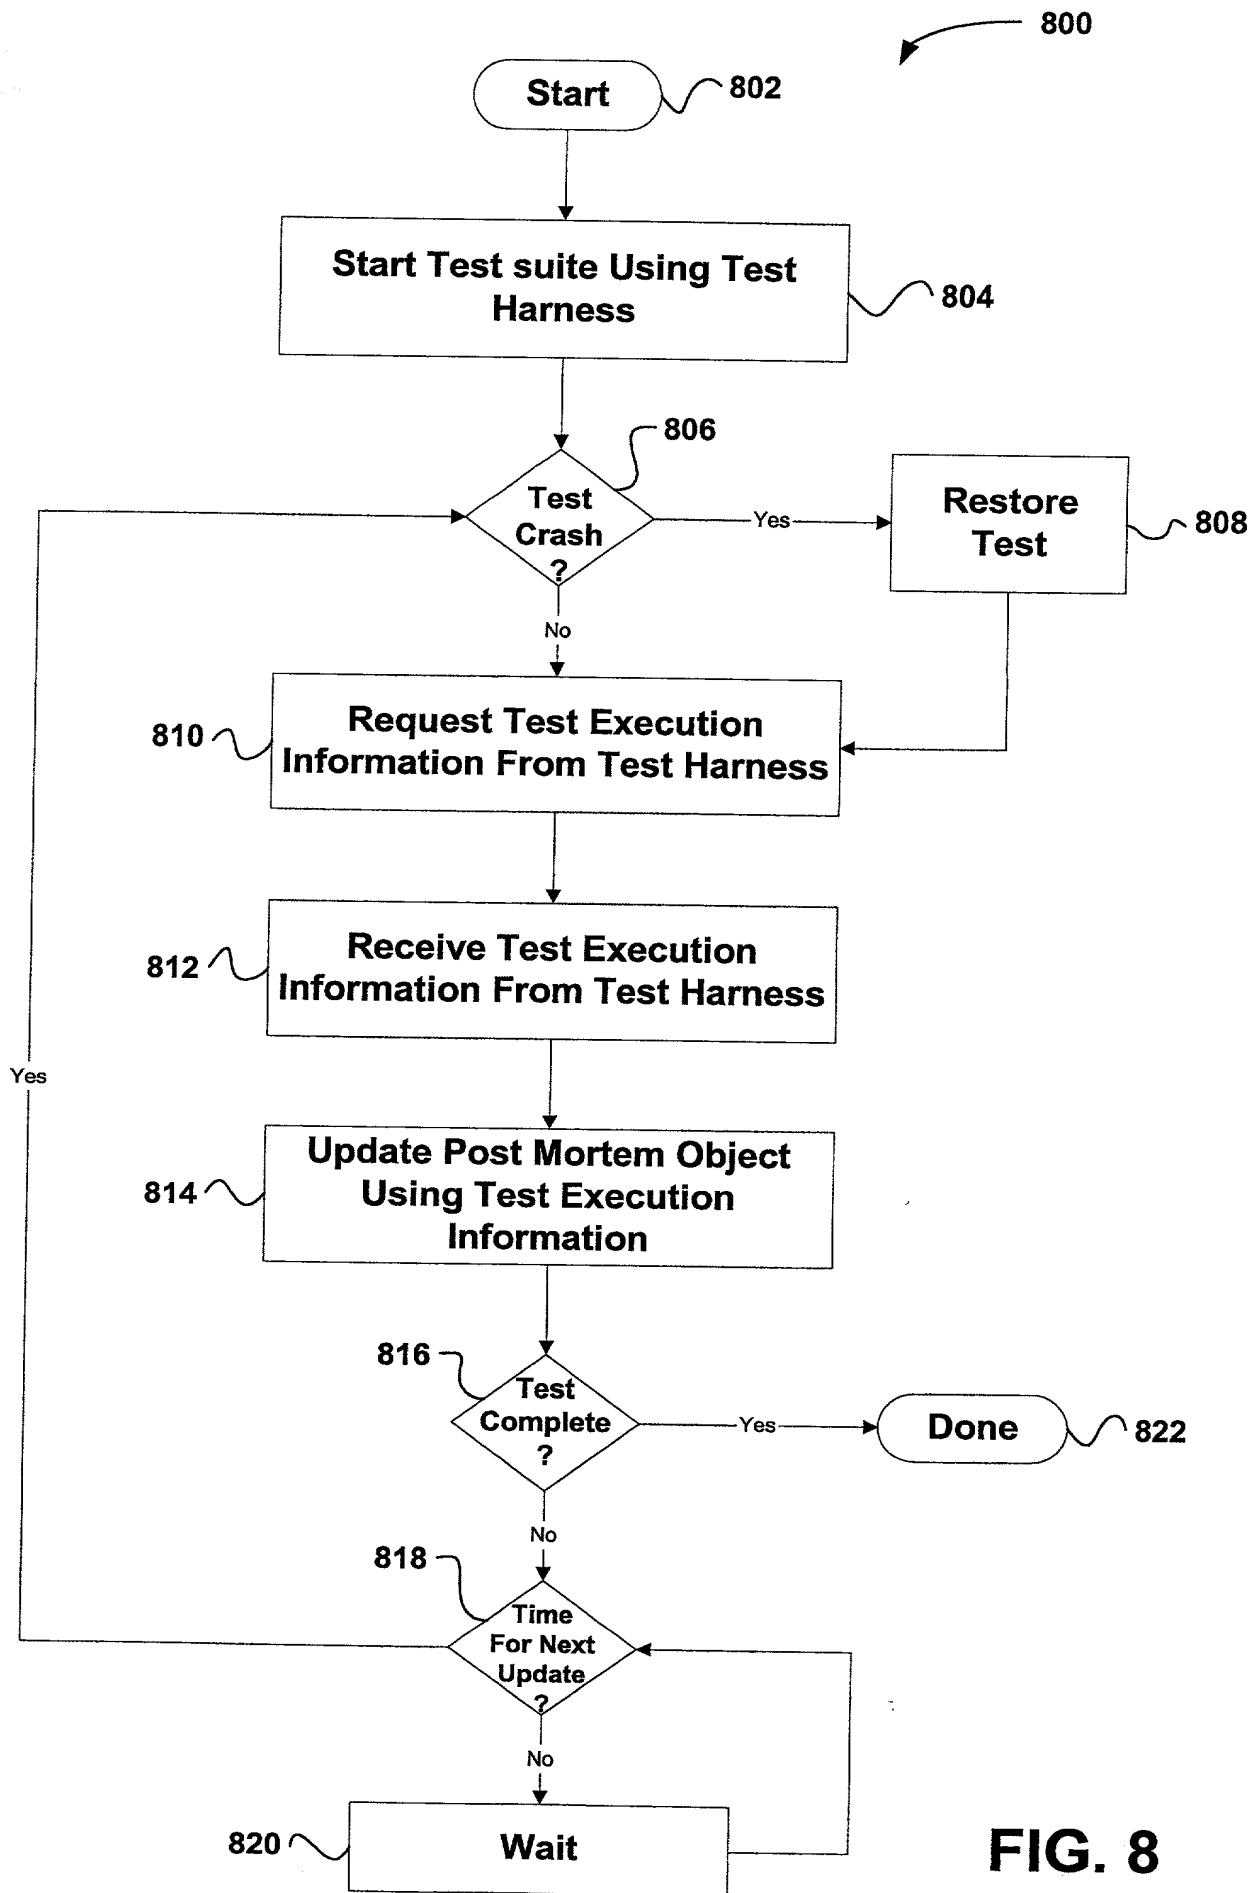 800
Start
802
Start Test suite Using Test
Harness
804
806
Test
Crash
?
Yes
Restore
Test
808
No
810
Request Test Execution
Information From Test Harness
812
Receive Test Execution
Information From Test Harness
Yes
814
Update Post Mortem Object
Using Test Execution
Information
816
Test
Complete
?
Yes
Done
822
No
818
Time
For Next
Update
?
No
820
Wait
FIG. 8